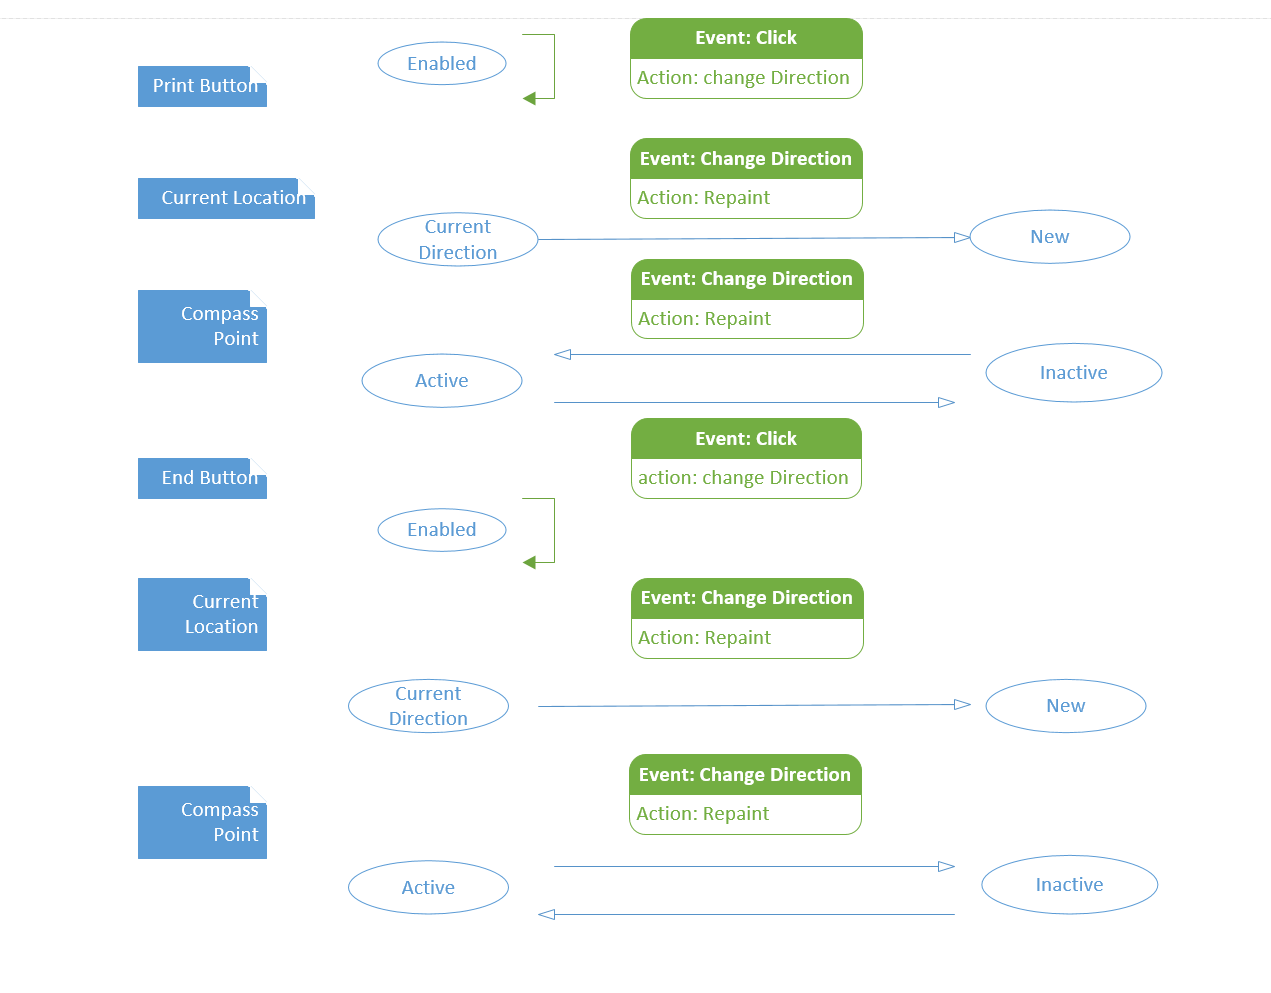 Event: Click
Enabled
Action: change Direction
Print Button
Event: Change Direction
Current Location
Action: Repaint
Current
Direction
New
Event: Change Direction
Compass
Point
Action: Repaint
Active
Inactive
Event: Click
End Button
action: change Direction
Enabled
Event: Change Direction
Current
Location
Action: Repaint
Current
Direction
New
Event: Change Direction
Compass
Point
Action: Repaint
Active
Inactive